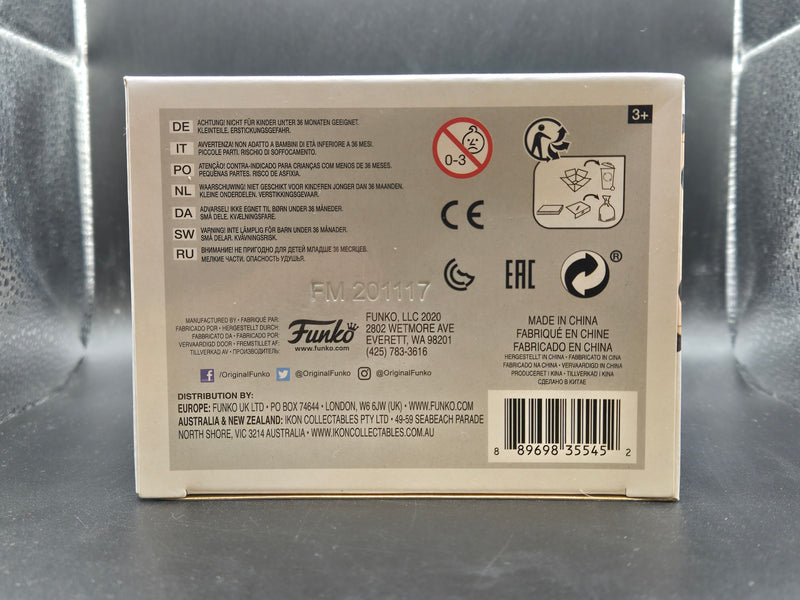 3+
DE ACHTUNG! NICHT FÜR KINDER UNTER 36 MONATEN GEEIGNET.
KLEINTEILE. ERSTICKUNGSGEFAHR.
IT AVVERTENZA! NON ADATTO A BAMBINI DI ETÀ INFERIORE A 36 MESI.
PICCOLE PARTI. RISCHIO DI SOFFOCAMENTO.
PO ATENÇÃO! CONTRA-INDICADO PARA CRIANÇAS COM MENOS DE 36 MESES.
PEQUENAS PARTES. RISCO DE ASFIXIA.
NL WAARSCHUWING! NIET GESCHIKT VOOR KINDEREN JONGER DAN 36 MAANDEN.
KLEINE ONDERDELEN. VERSTIKKINGSGEVAAR.
DA ADVARSEL! IKKE EGNET TIL BØRN UNDER 36 MÅNEDER.
SMÅ DELE. KVÆLNINGSFARE.
SW VARNING! INTE LÄMPLIG FÖR BARN UNDER 36 MÅNADER.
SMÅ DELAR. KVÄVNINGSRISK.
RU ВНИМАНИЕ! НЕ ПРИГОДНО ДЛЯ ДЕТЕЙ МЛАДШЕ 36 МЕСЯЦЕВ.
МЕЛКИЕ ЧАСТИ. ОПАСНОСТЬ УДУШЬЯ.
0-3
CE
EAC
®
FM 201117
MANUFACTURED BY • FABRIQUÉ PAR:
FABRICADO POR • HERGESTELLT DURCH:
FABBRICATO DA • FABRICADO POR:
VERVAARDIGD DOOR • FREMSTILLET AF:
TILLVERKAD AV • ПРОИЗВОДИТЕЛЬ:
Funko
www.funko.com
FUNKO, LLC 2020
2802 WETMORE AVE
EVERETT, WA 98201
(425) 783-3616
MADE IN CHINA
FABRIQUÉ EN CHINE
FABRICADO EN CHINA
HERGESTELLT IN CHINA • FABBRICATO IN CINA
FABRICADO NA CHINA • VERVAARDIGD IN CHINA
PRODUCERET I KINA • TILLVERKAD I KINA
СДЕЛАНО В КИТАЕ
/OriginalFunko @OriginalFunko @OriginalFunko
DISTRIBUTION BY:
EUROPE: FUNKO UK LTD • PO BOX 74644 • LONDON, W6 6JW (UK) • WWW.FUNKO.COM
AUSTRALIA & NEW ZEALAND: IKON COLLECTABLES PTY LTD • 49-59 SEABEACH PARADE
NORTH SHORE, VIC 3214 AUSTRALIA • WWW.IKONCOLLECTABLES.COM.AU
8 89698 35545 2